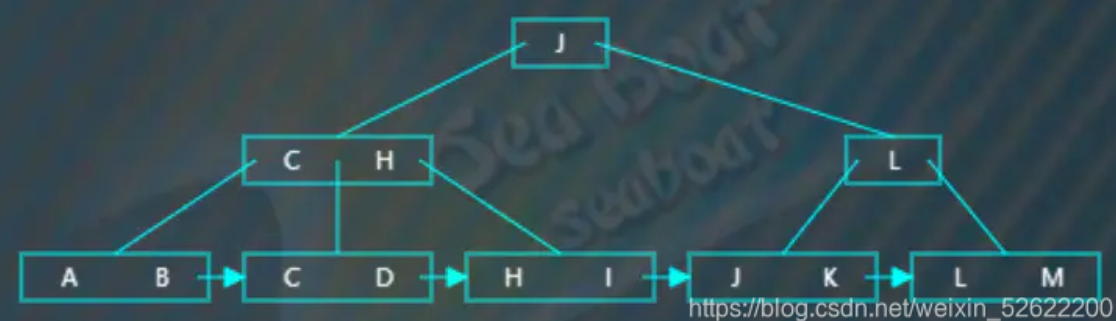 J
Sea Boat
C H
L
seaboat
A B
C D
H I
J K
L M
https://blog.csdn.net/weixin_52622200